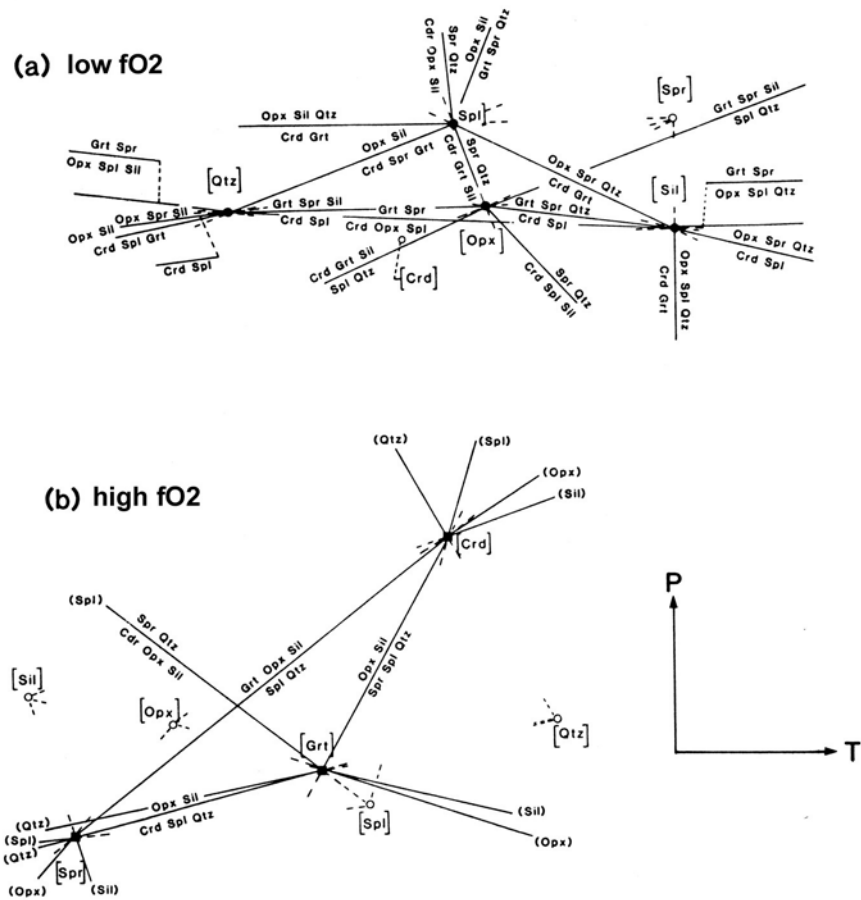 (a) low fO2
Cdr Opx Sil
Spr Qtz
Opx Sil
Grt Spr Qtz
[Spr]
Grt Spr Sil
Spl Qtz
[Spl]
Opx Sil Qtz
Crd Grt
Grt Spr
Opx Spl Sil
Opx Sil
Crd Spr Grt
Spr Qtz
Cdr Grt Sil
Opx Spr Qtz
Crd Grt
[Sil]
Grt Spr
Opx Spl Qtz
[Qtz]
Opx Spr Sil
Opx Sil
Crd Spl Grt
Grt Spr Sil
Crd Spl
Grt Spr
Crd Opx Spl
Grt Spr Qtz
Crd Spl
[Opx]
Crd Spl
Crd Grt Sil
Spl Qtz
[Crd]
Spr Qtz
Crd Spl Sil
Opx Spr Qtz
Crd Spl
Opx Spl Qtz
Crd Grt
(b) high fO2
(Qtz)
(Spl)
(Opx)
(Sil)
[Crd]
(Spl)
Spr Qtz
Cdr Opx Sil
Grt Opx Sil
Spl Qtz
Opx Sil
Spr Spl Qtz
[Sil]
[Opx]
[Grt]
[Qtz]
P
T
Opx Sil
Crd Spl Qtz
[Spl]
(Sil)
(Opx)
(Qtz)
(Spl)
(Qtz)
(Opx)
[Spr]
(Sil)